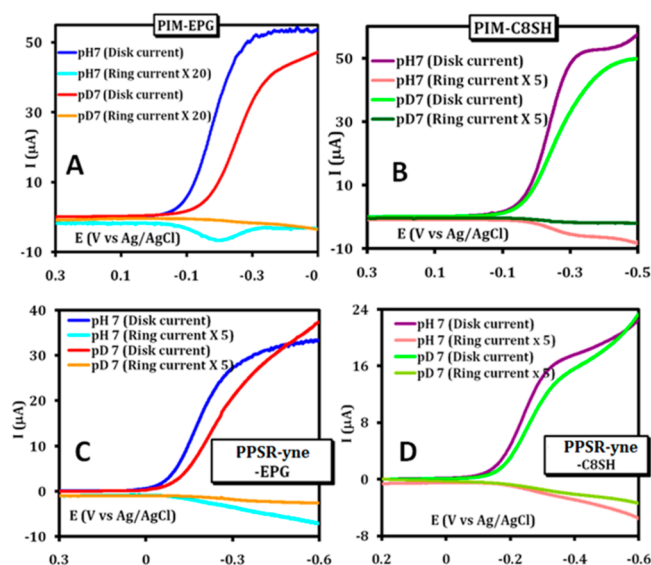 PIM-EPG
50
30
10
-10
I (µA)
pH7 (Disk current)
pH7 (Ring current X 20)
pD7 (Disk current)
pD7 (Ring current X 20)
A
E (V vs Ag/AgCl)
0.3
0.1
-0.1
-0.3
-0
PIM-C8SH
50
30
10
-10
I (µA)
pH7 (Disk current)
pH7 (Ring current X 5)
pD7 (Disk current)
pD7 (Ring current X 5)
B
E (V vs Ag/AgCl)
0.3
0.1
-0.1
-0.3
-0.5
40
30
20
10
0
-10
I (µA)
pH 7 (Disk current)
pH 7 (Ring current X 5)
pD 7 (Disk current)
pD 7 (Ring current X 5)
C
PPSR-yne
-EPG
E (V vs Ag/AgCl)
0.3
0
-0.3
-0.6
24
16
8
0
-8
I (µA)
pH 7 (Disk current)
pH 7 (Ring current x 5)
pD 7 (Disk current)
pD 7 (Ring current x 5)
D
PPSR-yne
-C8SH
E (V vs Ag/AgCl)
0.2
0
-0.2
-0.4
-0.6